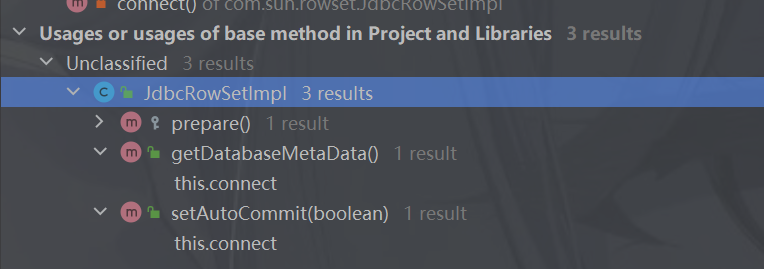 connect() of com.sun.rowset.JdbcRowSetImpl
Usages or usages of base method in Project and Libraries 3 results
Unclassified 3 results
JdbcRowSetImpl 3 results
prepare() 1 result
getDatabaseMetaData() 1 result
this.connect
setAutoCommit(boolean) 1 result
this.connect